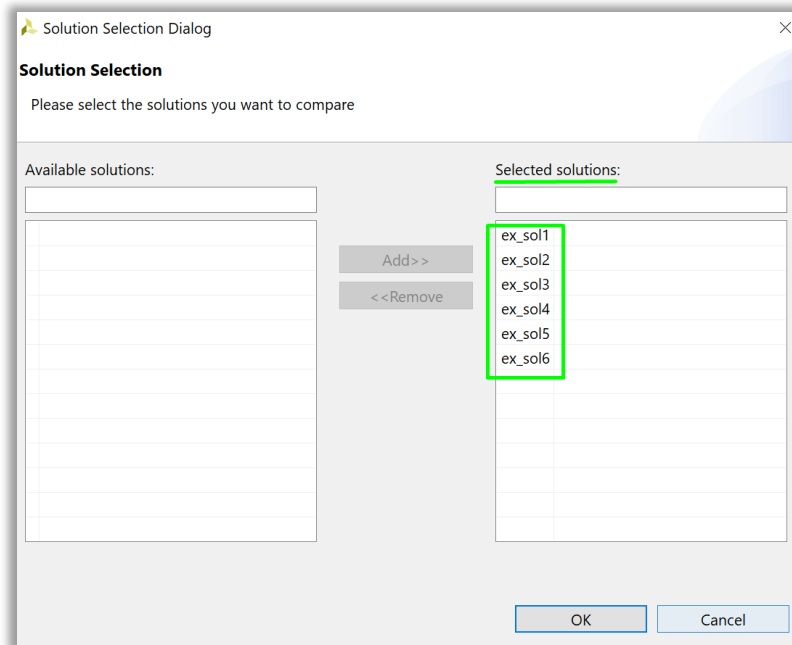 Solution Selection Dialog
Solution Selection
Please select the solutions you want to compare
Available solutions:
Selected solutions:
Add>>
<<Remove
ex_sol1
ex_sol2
ex_sol3
ex_sol4
ex_sol5
ex_sol6
OK
Cancel